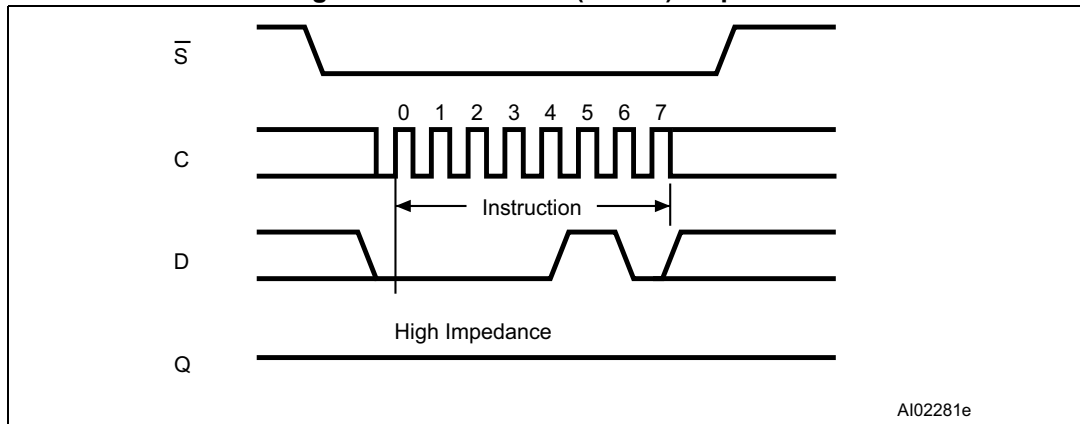 S̅
0 1 2 3 4 5 6 7
C
Instruction
D
High Impedance
Q
AI02281e